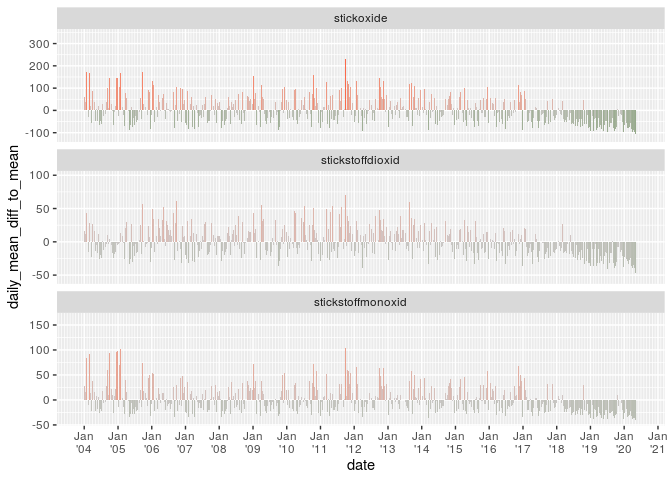 stickoxide
300
200
100
0
-100
stickstoffdioxid
100
50
0
-50
stickstoffmonoxid
150
100
50
0
-50
daily_mean_diff_to_mean
Jan Jan Jan Jan Jan Jan Jan Jan Jan Jan Jan Jan Jan Jan Jan Jan Jan Jan
'04 '05 '06 '07 '08 '09 '10 '11 '12 '13 '14 '15 '16 '17 '18 '19 '20 '21
date